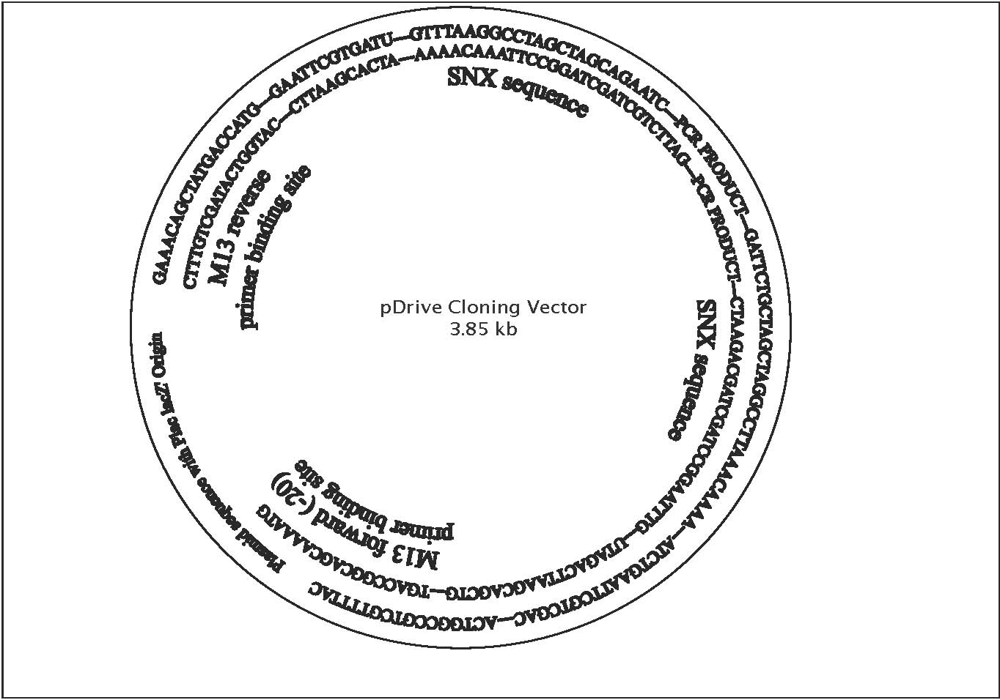 GAAACAGCTATGACCATG—GAATTCGTGATU—GTTTAAGGCCTAGCTAGCAGAATC—PCR PRODUCT—GATTCTGCTAGCTAGGCCTTAAACAAAA—ATCTGAATTCGTCGAC—ACTGGCCGTCGTTTTAC
CTTTGTCGATACTGGTAC—CTTAAGCACTA—AAAACAAATTCCGGATCGATCGTCTTAG—PCR PRODUCT—CTAAGACGATCGATCCGGAATTTG—UTAGACTTAAGCAGCTG—TGACCGGCAGCAAAATG
M13 reverse
primer binding site
SNX sequence
SNX sequence
pDrive Cloning Vector
3.85 kb
M13 forward (-20)
primer binding site
Plasmid sequence with Plac lacZ' Origin